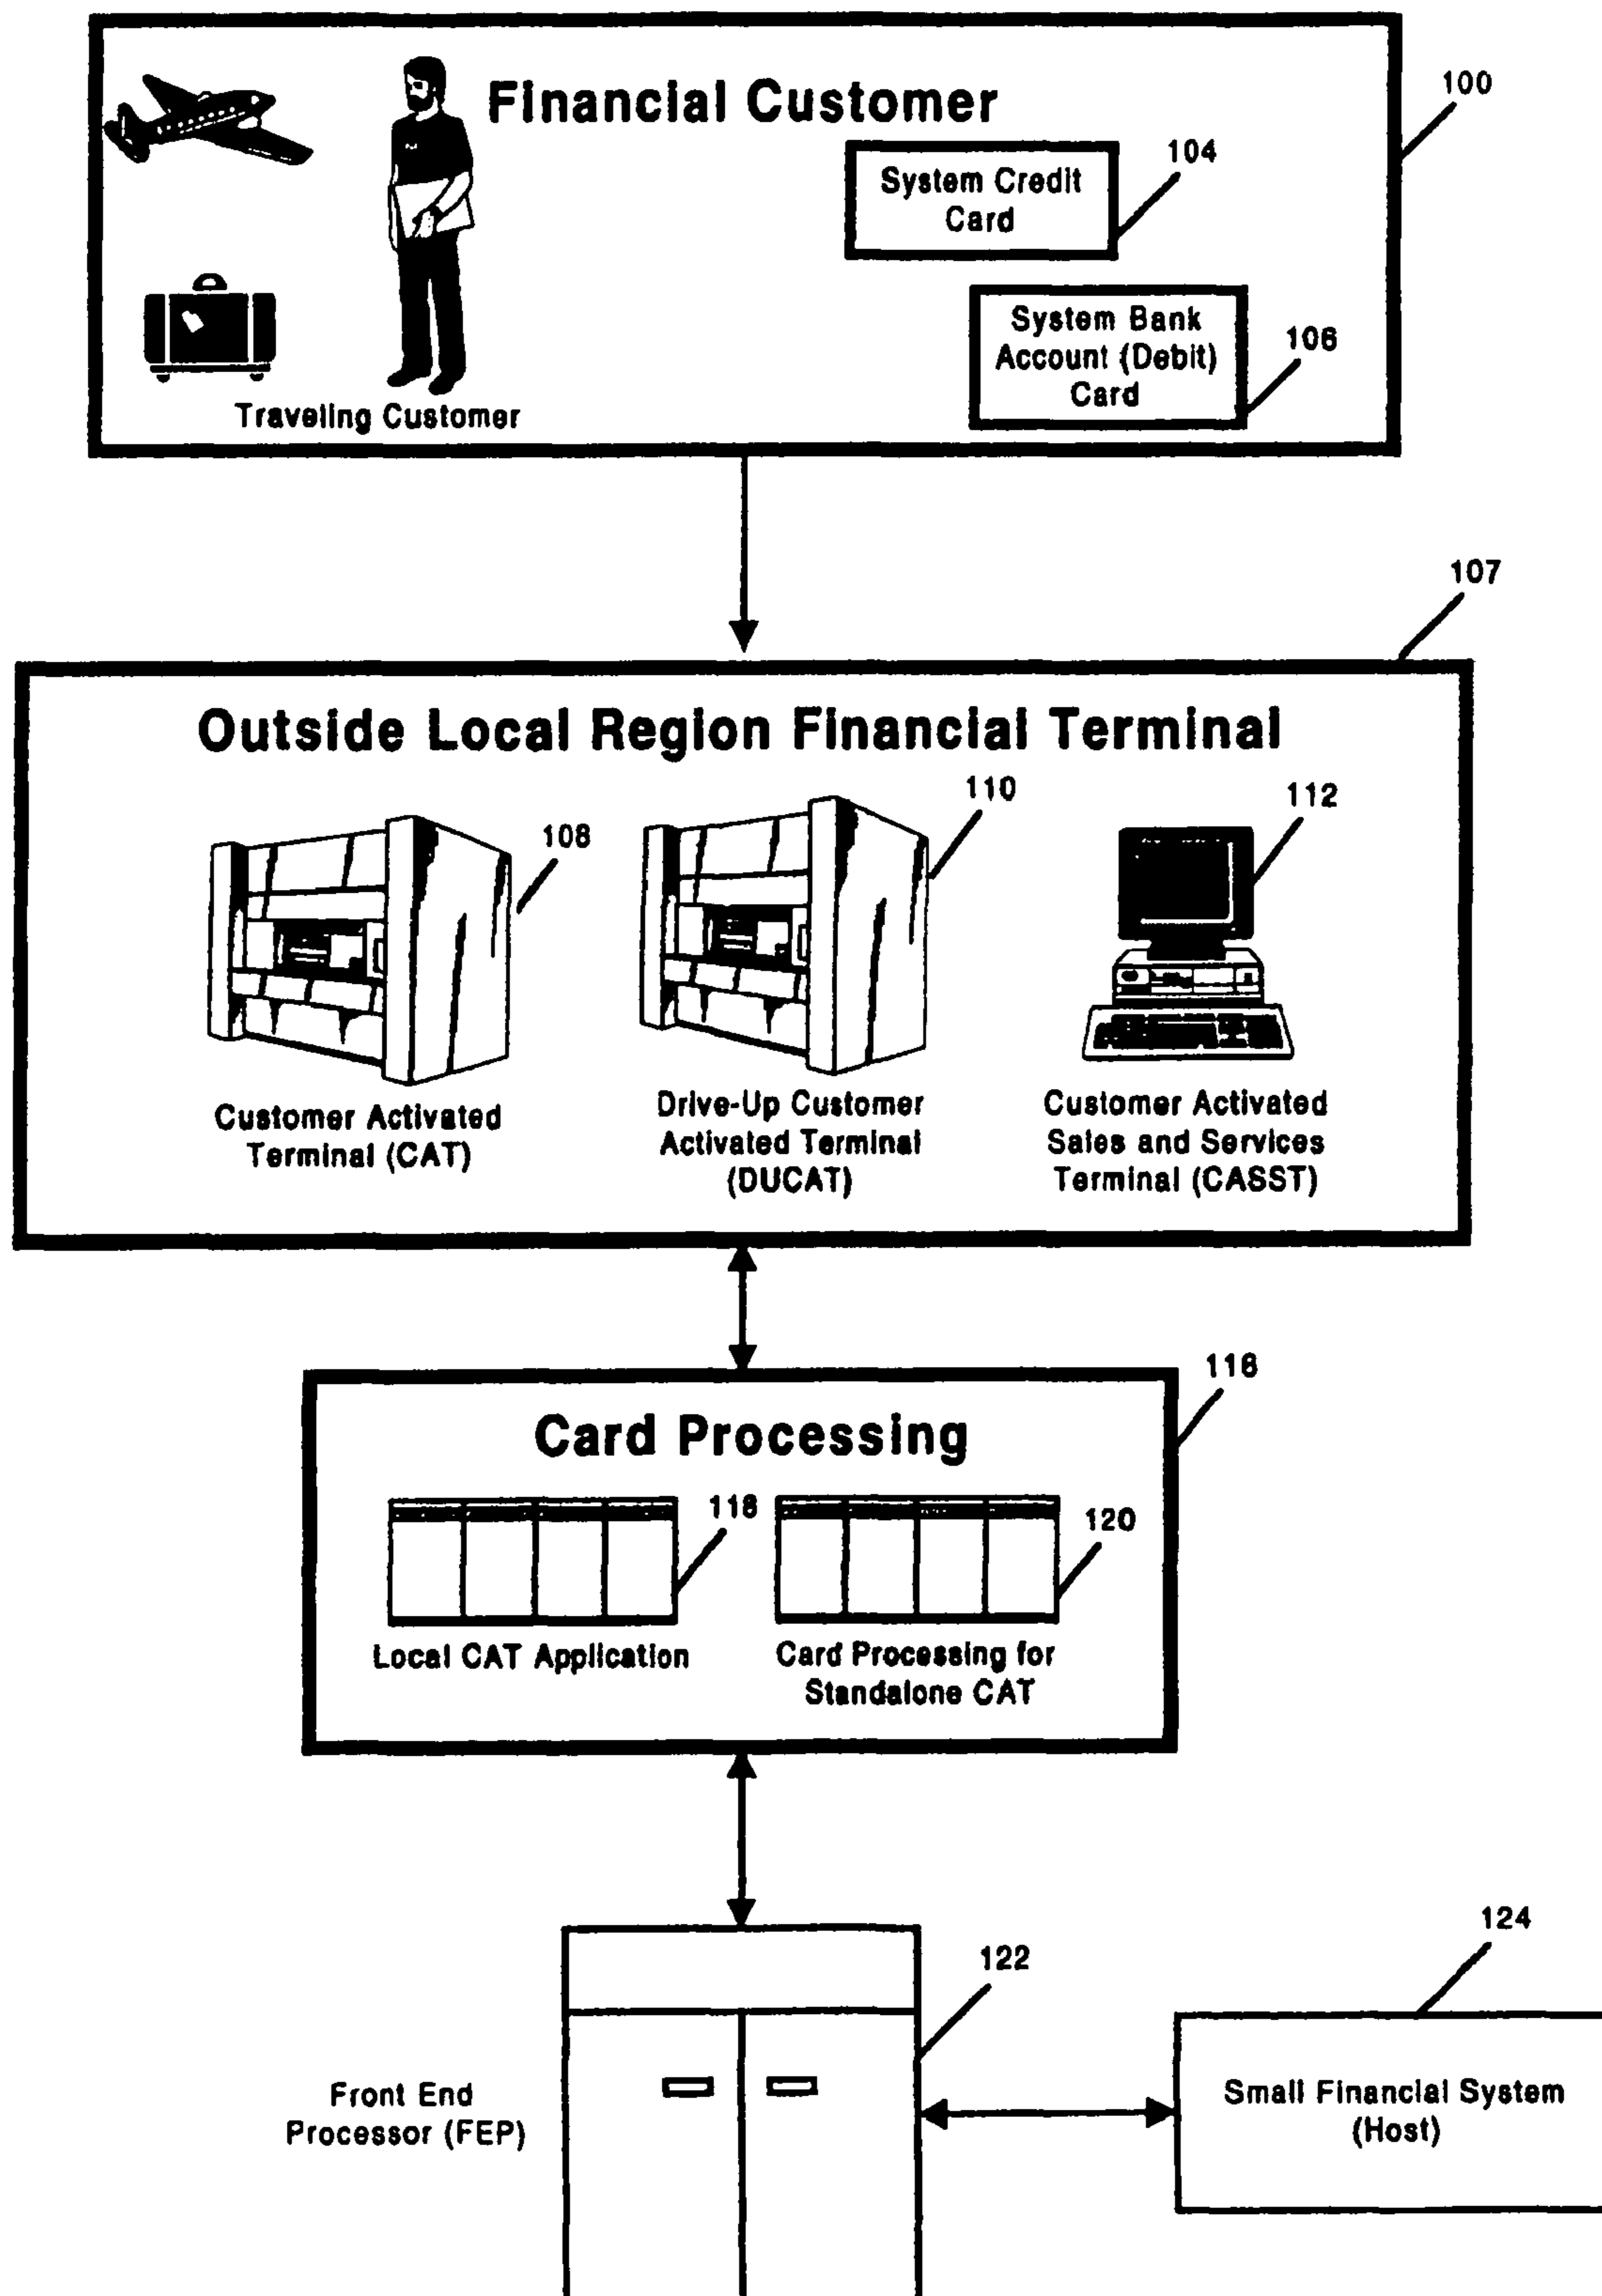 Financial Customer
100
104
System Credit
Card
System Bank
Account (Debit)
Card
106
Traveling Customer
107
Outside Local Region Financial Terminal
108
110
112
Customer Activated
Terminal (CAT)
Drive-Up Customer
Activated Terminal
(DUCAT)
Customer Activated
Sales and Services
Terminal (CASST)
116
Card Processing
118
120
Local CAT Application
Card Processing for
Standalone CAT
122
124
Front End
Processor (FEP)
Small Financial System
(Host)